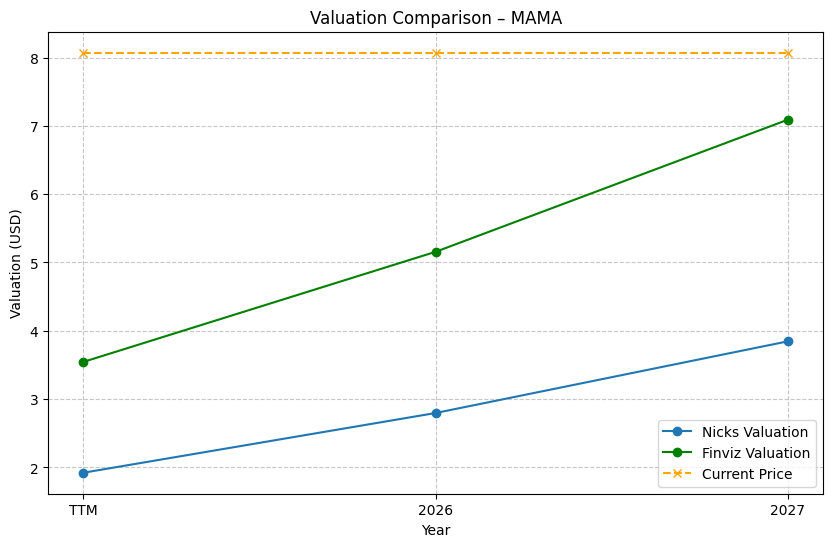 Valuation Comparison – MAMA
Valuation (USD)
8
7
6
5
4
3
2
TTM
2026
2027
Year
Nicks Valuation
Finviz Valuation
Current Price